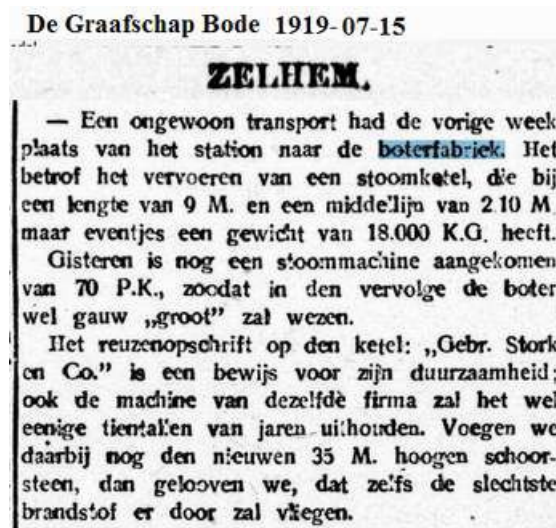 De Graafschap Bode 1919-07-15
ZELHEM.
— Een ongewoon transport had de vorige week
plaats van het station naar de boterfabriek. Het
betrof het vervoeren van een stoomketel, die bij
een lengte van 9 M. en een middellijn van 2.10 M
maar eventjes een gewicht van 18.000 K.G. heeft.
Gisteren is nog een stoommachine aangekomen
van 70 P.K., zoodat in den vervolge de boter
wel gauw „groot” zal wezen.
Het reuzenopschrift op den ketel: „Gebr. Stork
en Co.” is een bewijs voor zijn duurzaamheid;
ook de machine van dezelfde firma zal het wel
eenige tientallen van jaren uithouden. Voegen we
daarbij nog den nieuwen 35 M. hoogen schoor-
steen, dan gelooven we, dat zelfs de slechtste
brandstof er door zal vliegen.